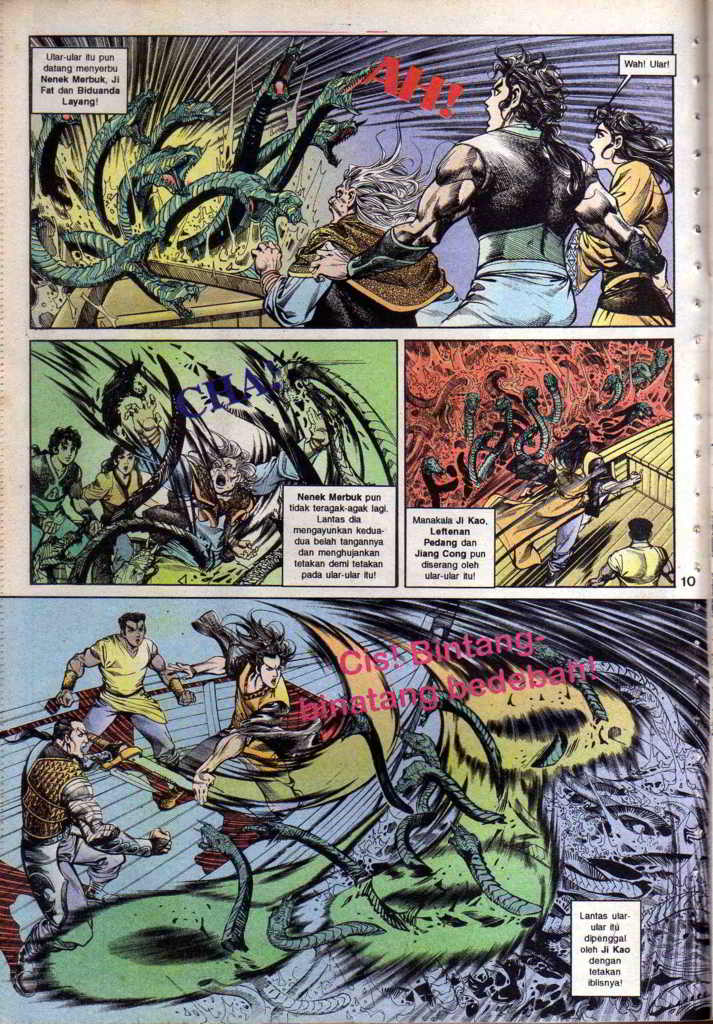 Ular-ular itu pun
datang menyerbu
Nenek Merbuk, Ji
Fat dan Biduanda
Layang!
AH!
Wah! Ular!
CHA!
Nenek Merbuk pun
tidak teragak-agak lagi.
Lantas dia
mengayunkan kedua-
dua belah tangannya
dan menghujankan
tetakan demi tetakan
pada ular-ular itu!
Manakala Ji Kao,
Leftenan
Pedang dan
Jiang Cong pun
diserang oleh
ular-ular itu!
10
Cis! Bintang-
binatang bedebah!
Lantas ular-
ular itu
dipenggal
oleh Ji Kao
dengan
tetakan
iblisnya!